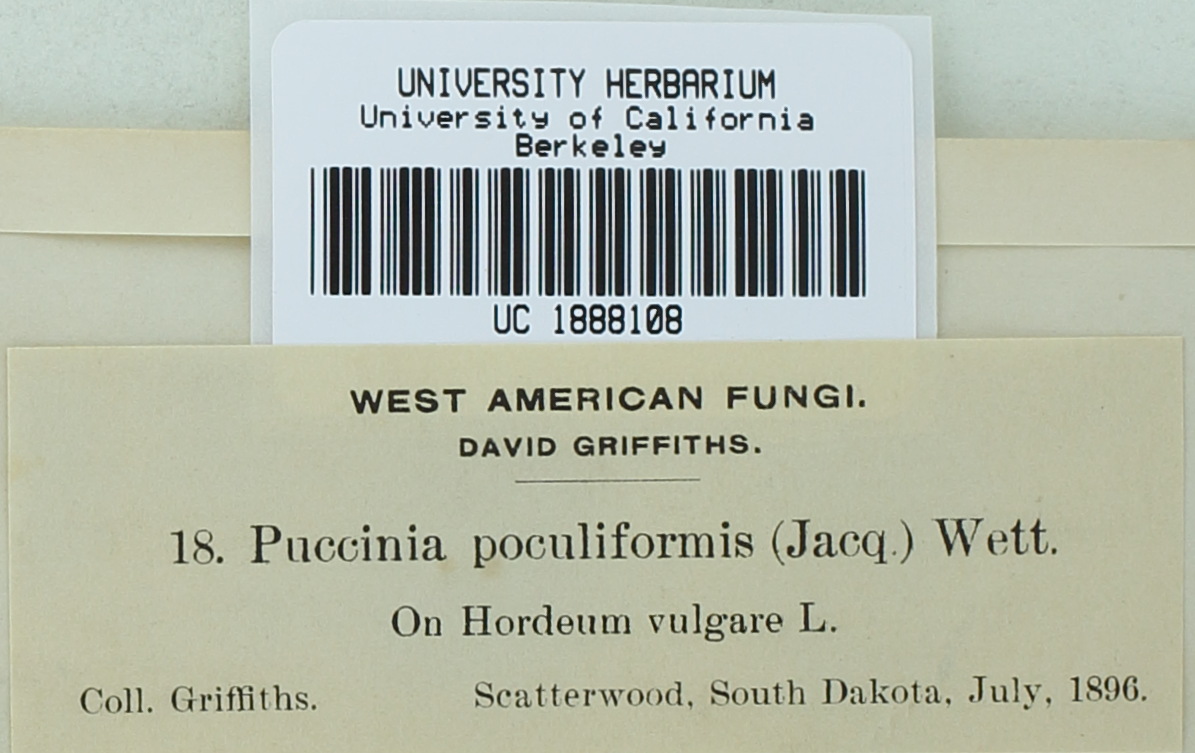 UNIVERSITY HERBARIUM
University of California
Berkeley
UC 1888108
WEST AMERICAN FUNGI.
DAVID GRIFFITHS.
18. Puccinia poculiformis (Jacq.) Wett.
On Hordeum vulgare L.
Coll. Griffiths. Scatterwood, South Dakota, July, 1896.